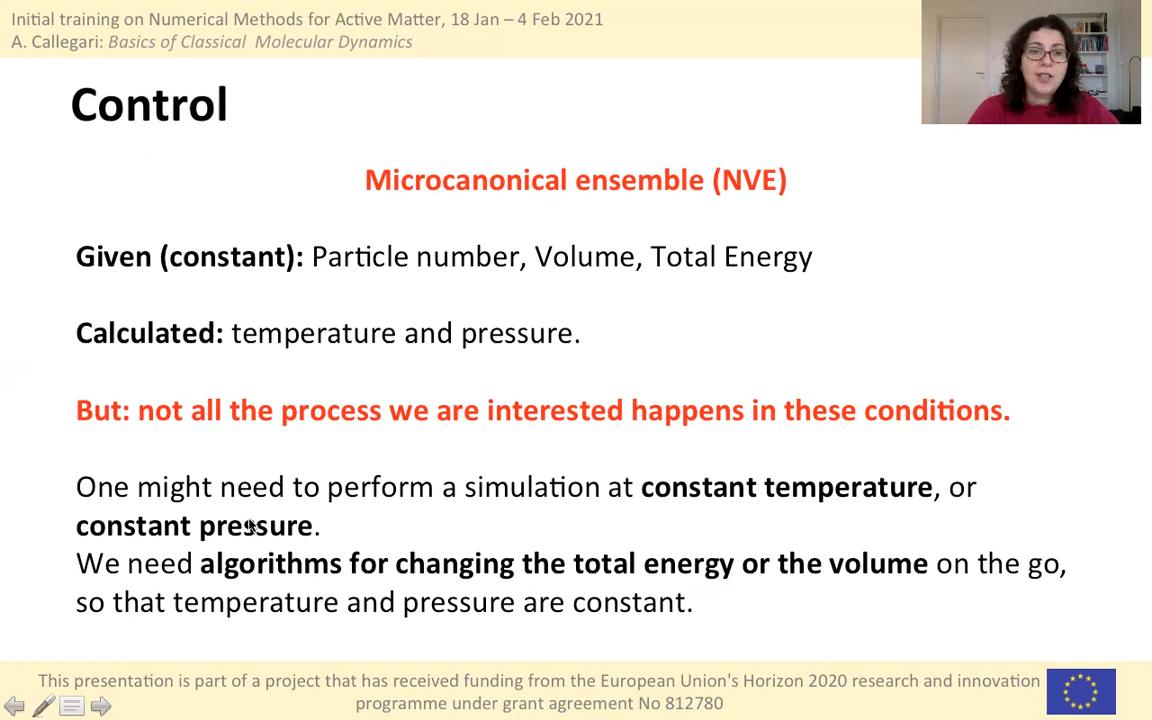 Initial training on Numerical Methods for Active Matter, 18 Jan – 4 Feb 2021
A. Callegari: Basics of Classical Molecular Dynamics
Control
Microcanonical ensemble (NVE)
Given (constant): Particle number, Volume, Total Energy
Calculated: temperature and pressure.
But: not all the process we are interested happens in these conditions.
One might need to perform a simulation at constant temperature, or
constant pressure.
We need algorithms for changing the total energy or the volume on the go,
so that temperature and pressure are constant.
This presentation is part of a project that has received funding from the European Union's Horizon 2020 research and innovation
programme under grant agreement No 812780